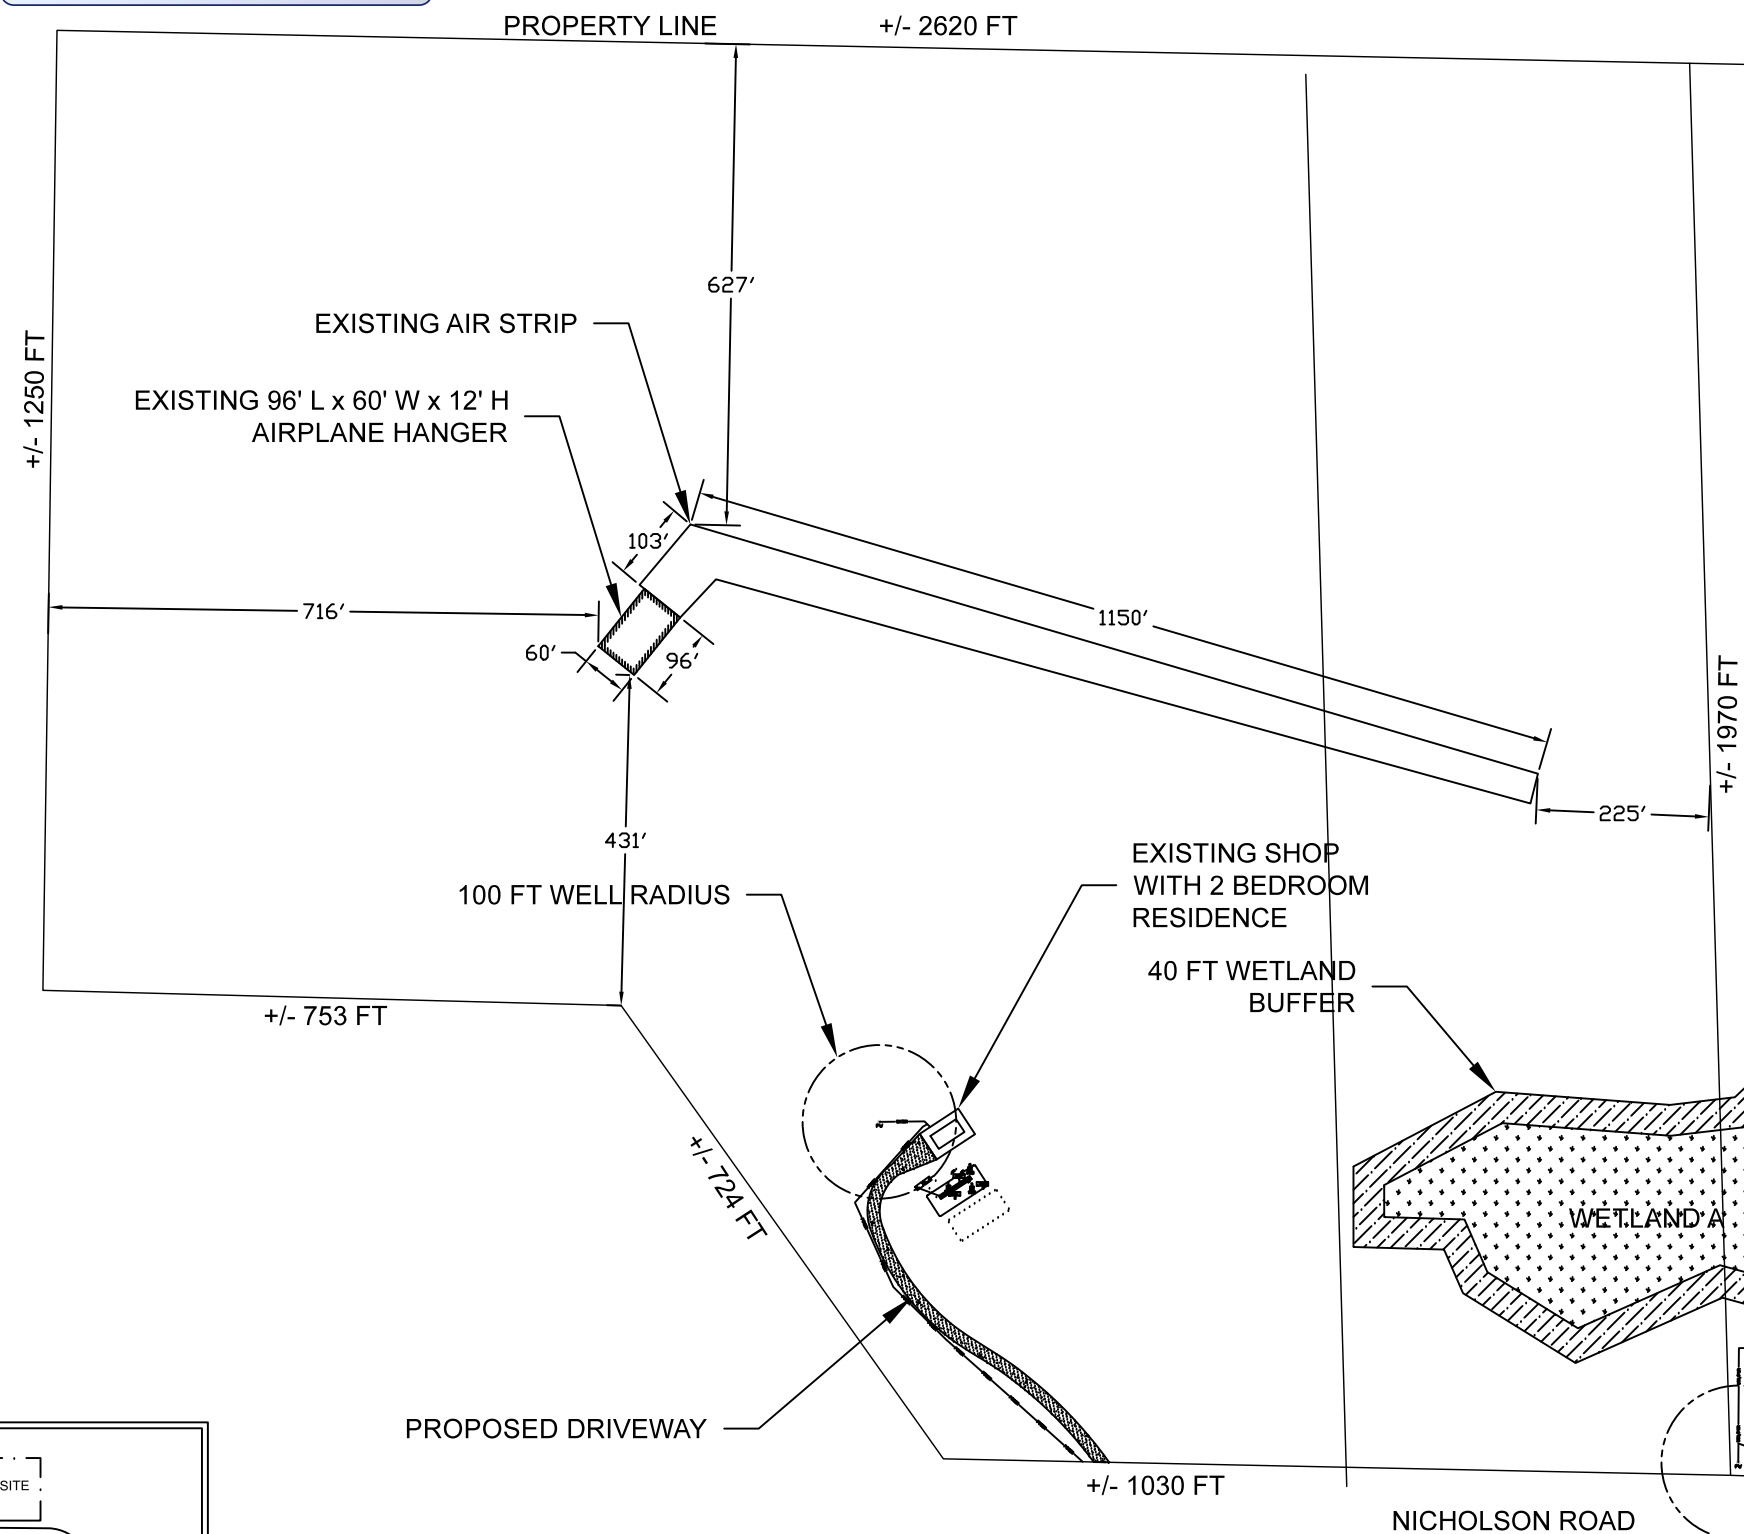 PROPERTY LINE +/- 2620 FT
627'
EXISTING AIR STRIP
+/- 1250 FT
EXISTING 96' L x 60' W x 12' H
AIRPLANE HANGER
103'
716'
1150'
60'
96'
+/- 1970 FT
225'
431'
EXISTING SHOP
WITH 2 BEDROOM
RESIDENCE
100 FT WELL RADIUS
40 FT WETLAND
BUFFER
+/- 753 FT
+/- 724 FT
WETLAND A
PROPOSED DRIVEWAY
SITE
+/- 1030 FT
NICHOLSON ROAD